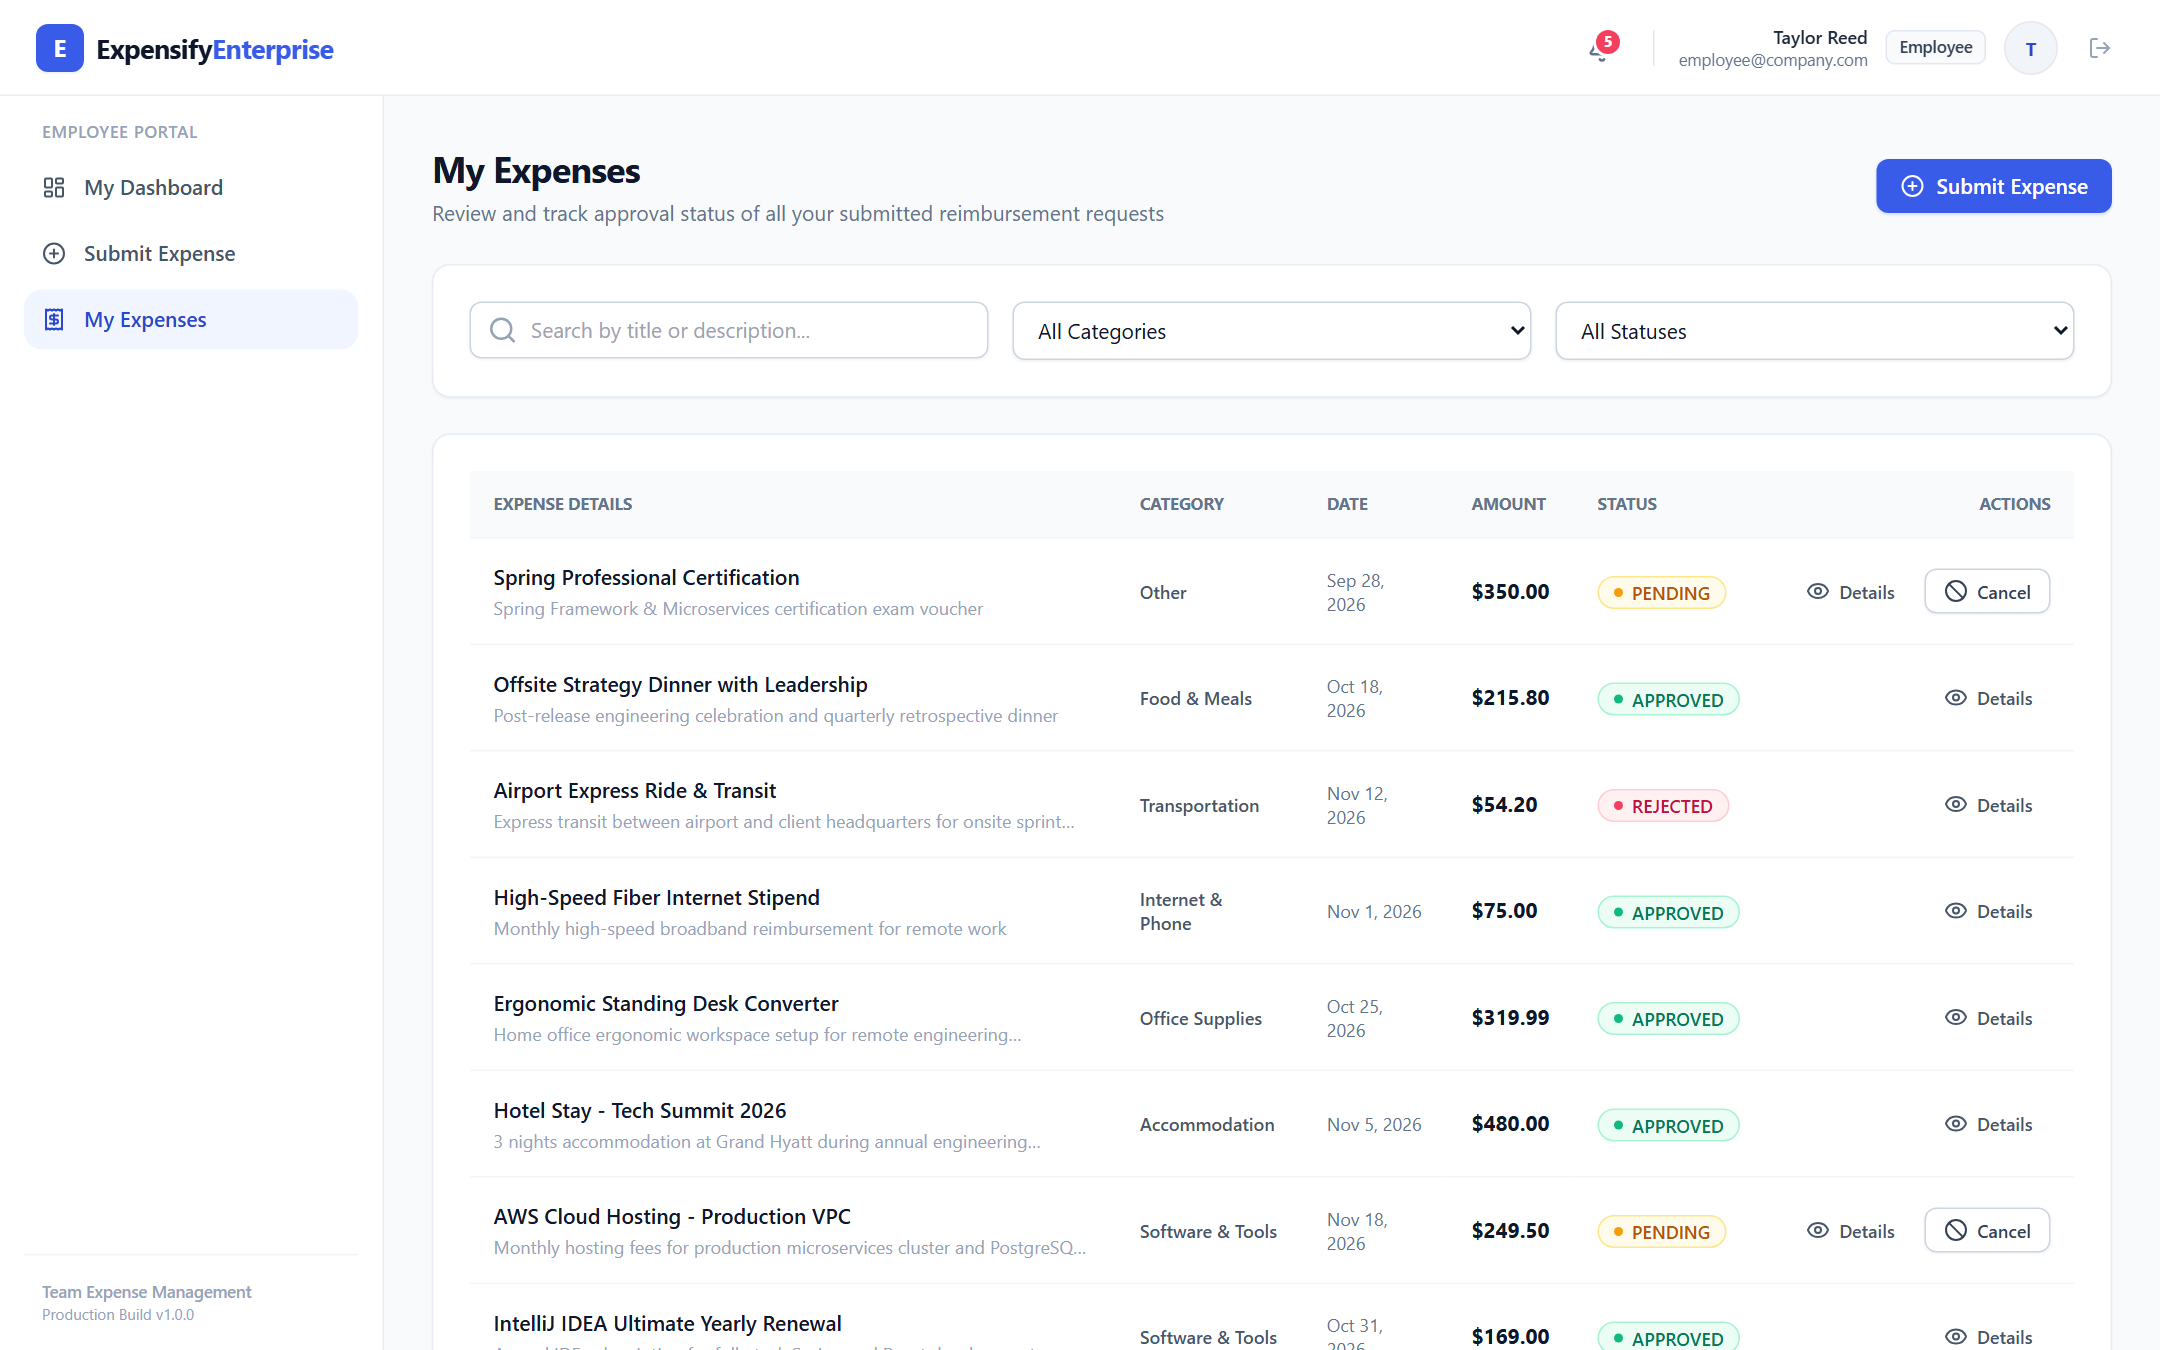 E ExpensifyEnterprise
5
Taylor Reed
employee@company.com
Employee
T
EMPLOYEE PORTAL
My Dashboard
Submit Expense
My Expenses
Team Expense Management
Production Build v1.0.0
My Expenses
Review and track approval status of all your submitted reimbursement requests
Submit Expense
Search by title or description...
All Categories
All Statuses
EXPENSE DETAILS CATEGORY DATE AMOUNT STATUS ACTIONS
Spring Professional Certification
Spring Framework & Microservices certification exam voucher
Other
Sep 28,
2026
$350.00
PENDING
Details
Cancel
Offsite Strategy Dinner with Leadership
Post-release engineering celebration and quarterly retrospective dinner
Food & Meals
Oct 18,
2026
$215.80
APPROVED
Details
Airport Express Ride & Transit
Express transit between airport and client headquarters for onsite sprint...
Transportation
Nov 12,
2026
$54.20
REJECTED
Details
High-Speed Fiber Internet Stipend
Monthly high-speed broadband reimbursement for remote work
Internet &
Phone
Nov 1, 2026
$75.00
APPROVED
Details
Ergonomic Standing Desk Converter
Home office ergonomic workspace setup for remote engineering...
Office Supplies
Oct 25,
2026
$319.99
APPROVED
Details
Hotel Stay - Tech Summit 2026
3 nights accommodation at Grand Hyatt during annual engineering...
Accommodation
Nov 5, 2026
$480.00
APPROVED
Details
AWS Cloud Hosting - Production VPC
Monthly hosting fees for production microservices cluster and PostgreSQ...
Software & Tools
Nov 18,
2026
$249.50
PENDING
Details
Cancel
IntelliJ IDEA Ultimate Yearly Renewal
Software & Tools
Oct 31,
2026
$169.00
APPROVED
Details